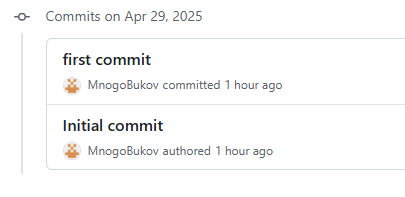 Commits on Apr 29, 2025
first commit
MnogoBukov committed 1 hour ago
Initial commit
MnogoBukov authored 1 hour ago